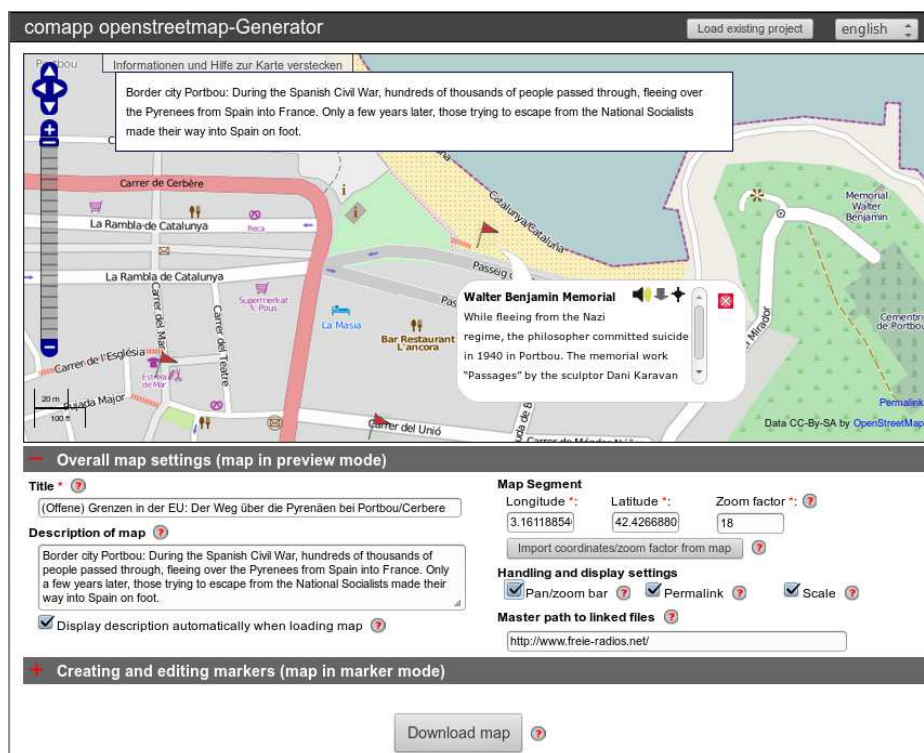 comapp openstreetmap-Generator
Load existing project
english
Portbou
Informationen und Hilfe zur Karte verstecken
Border city Portbou: During the Spanish Civil War, hundreds of thousands of people passed through, fleeing over
the Pyrenees from Spain into France. Only a few years later, those trying to escape from the National Socialists
made their way into Spain on foot.
Carrer de Cerbère
La Rambla de Catalunya
Reca
Catalunya/Cataluña
Memorial
Walter
Benjamin
La Rambla de Catalunya
Passeig
Supermerkat
Pous
Carrer del Mar
Carrer del Teatre
La Masia
Bar Restaurant
L'ancora
Walter Benjamin Memorial
While fleeing from the Nazi
regime, the philosopher committed suicide
in 1940 in Portbou. The memorial work
“Passages” by the sculptor Dani Karavan
Mirador
Cementiri
de Portbou
Carrer de l'Església
Estrella
de Mar
Pujada Major
20 m
100 ft
Carrer del Unió
Carrer de Méndez Núñez
Permalink
Data CC-By-SA by OpenStreetMap
− Overall map settings (map in preview mode)
Title * ?
(Offene) Grenzen in der EU: Der Weg über die Pyrenäen bei Portbou/Cerbere
Description of map ?
Border city Portbou: During the Spanish Civil War, hundreds of thousands of
people passed through, fleeing over the Pyrenees from Spain into France. Only
a few years later, those trying to escape from the National Socialists made their
way into Spain on foot.
Display description automatically when loading map ?
Map Segment
Longitude *: Latitude *: Zoom factor *: ?
3.16118854 42.4266880 18
Import coordinates/zoom factor from map ?
Handling and display settings
Pan/zoom bar ? Permalink ? Scale ?
Master path to linked files ?
http://www.freie-radios.net/
+ Creating and editing markers (map in marker mode)
Download map ?